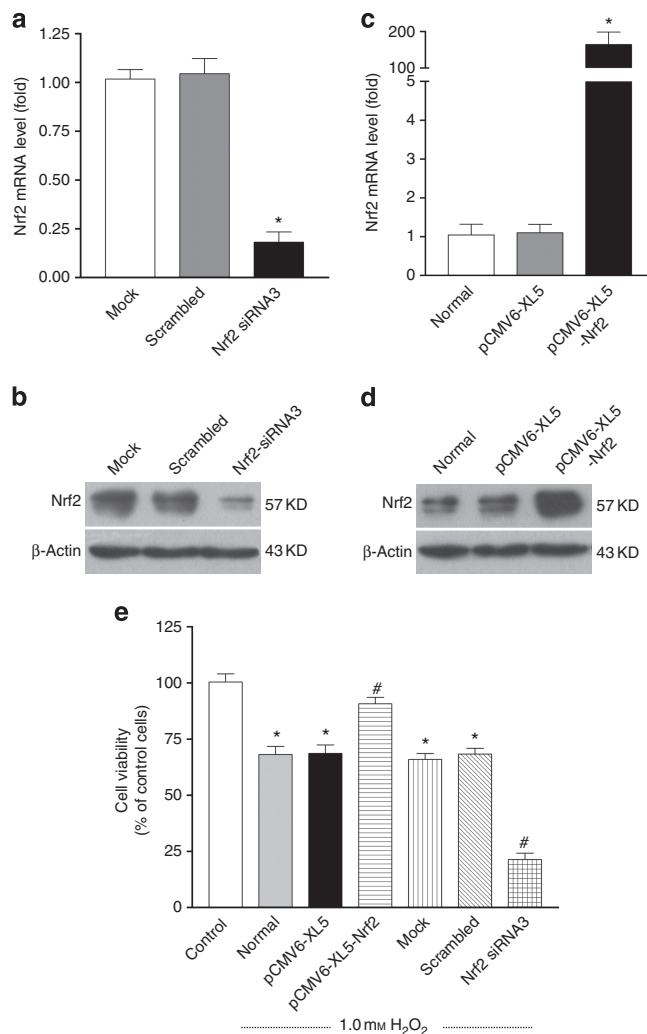 a
Nrf2 mRNA level (fold)
1.25
1.00
0.75
0.50
0.25
0.00
*
Mock
Scrambled
Nrf2 siRNA3
c
Nrf2 mRNA level (fold)
200
100
5
4
3
2
1
0
*
Normal
pCMV6-XL5
pCMV6-XL5
-Nrf2
b
Mock
Scrambled
Nrf2-siRNA3
Nrf2
57 KD
β-Actin
43 KD
d
Normal
pCMV6-XL5
pCMV6-XL5
-Nrf2
Nrf2
57 KD
β-Actin
43 KD
e
Cell viability
(% of control cells)
125
100
75
50
25
0
*
*
#
*
*
#
Control
Normal
pCMV6-XL5
pCMV6-XL5-Nrf2
Mock
Scrambled
Nrf2 siRNA3
1.0 mM H₂O₂